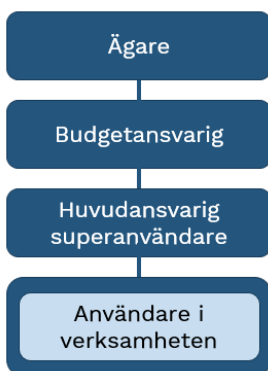 Ägare
Budgetansvarig
Huvudansvarig
superanvändare
Användare i
verksamheten